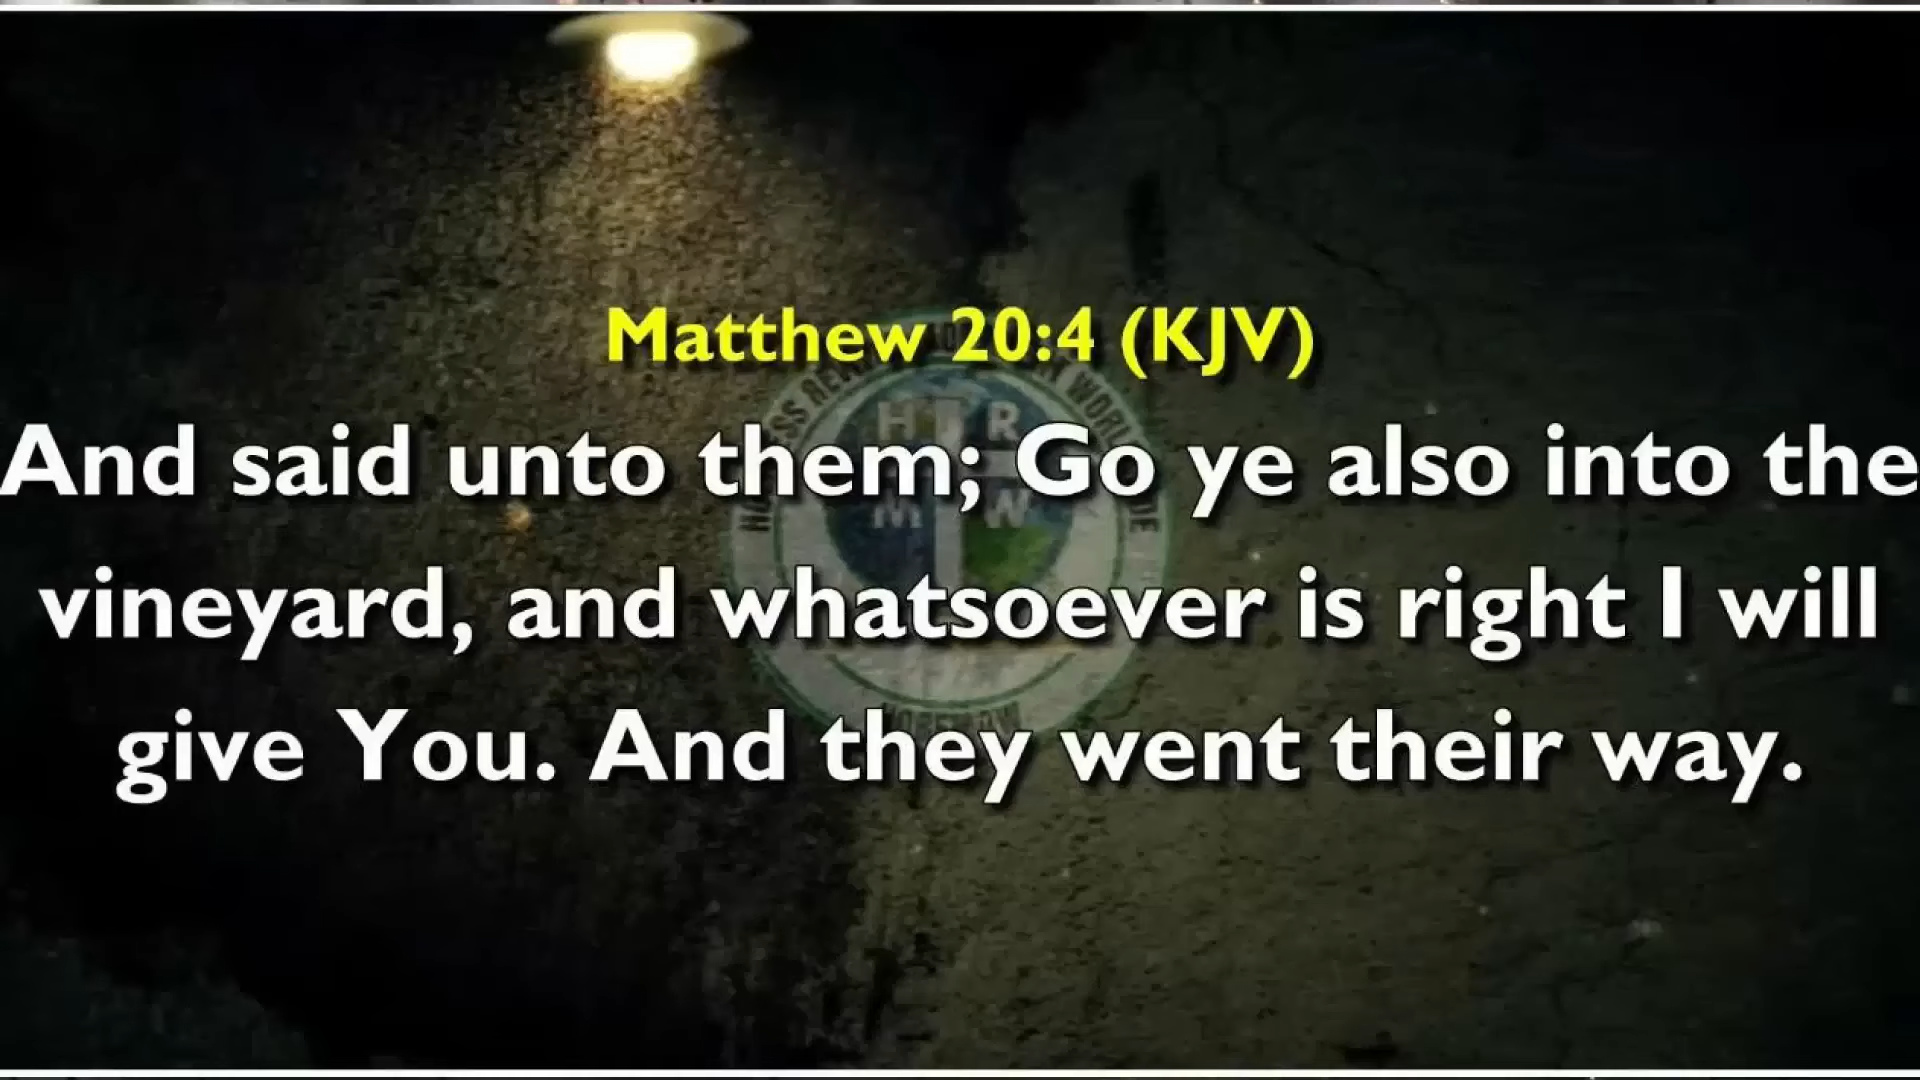 Matthew 20:4 (KJV)
And said unto them; Go ye also into the
vineyard, and whatsoever is right I will
give You. And they went their way.
H R
M W